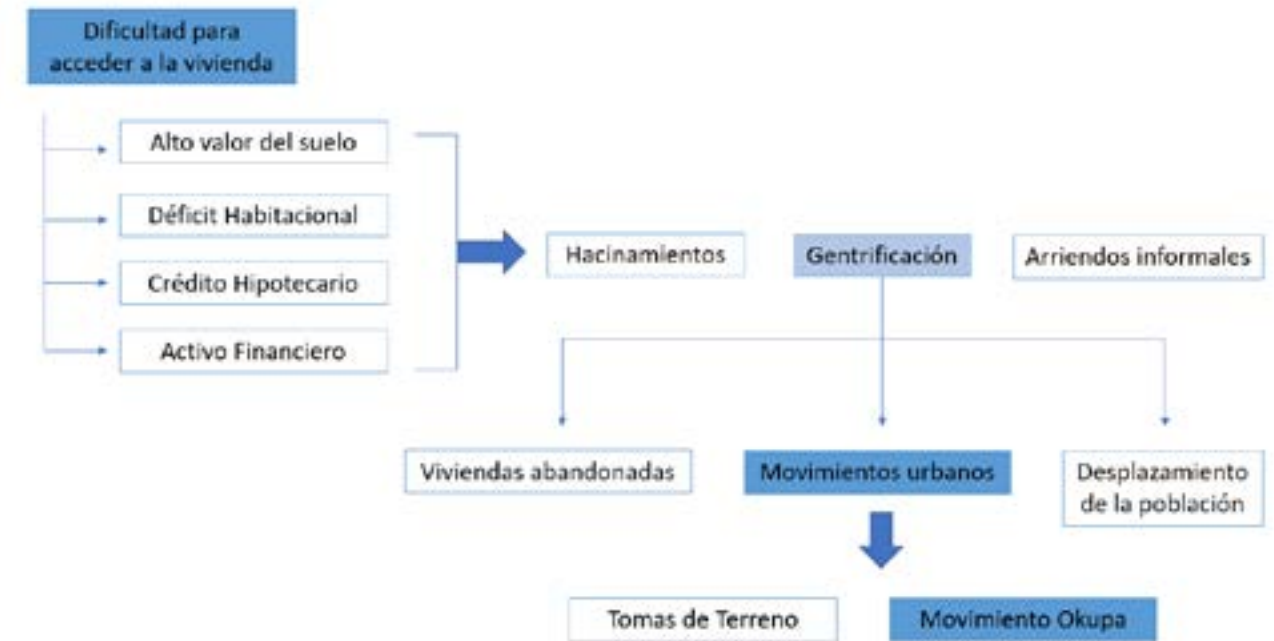 Dificultad para
acceder a la vivienda
Alto valor del suelo
Déficit Habitacional
Crédito Hipotecario
Activo Financiero
Hacinamientos
Gentrificación
Arriendos informales
Viviendas abandonadas
Movimientos urbanos
Desplazamiento
de la población
Tomas de Terreno
Movimiento Okupa